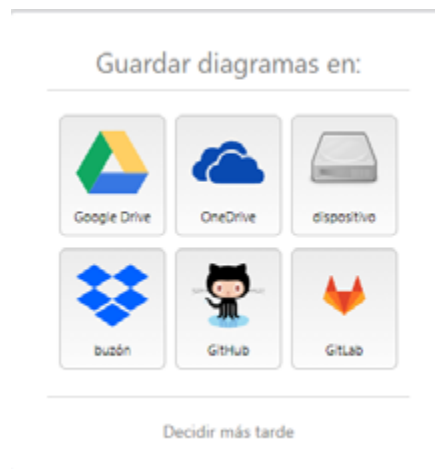 Guardar diagramas en:
Google Drive
OneDrive
dispositivo
buzón
GitHub
GitLab
Decidir más tarde